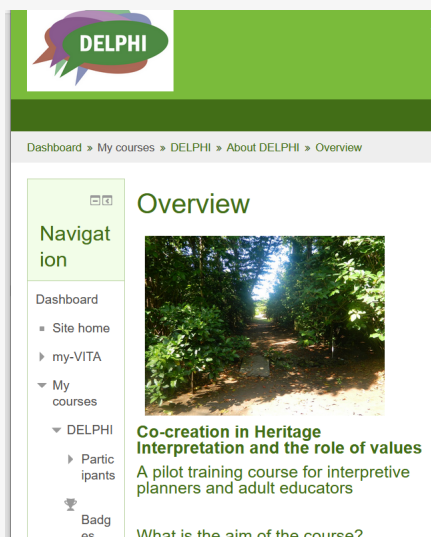 DELPHI
Dashboard » My courses » DELPHI » About DELPHI » Overview
Navigat
ion
Dashboard
Site home
my-VITA
My
courses
DELPHI
Partic
ipants
Badg
es
Overview
Co-creation in Heritage
Interpretation and the role of values
A pilot training course for interpretive
planners and adult educators
What is the aim of the course?